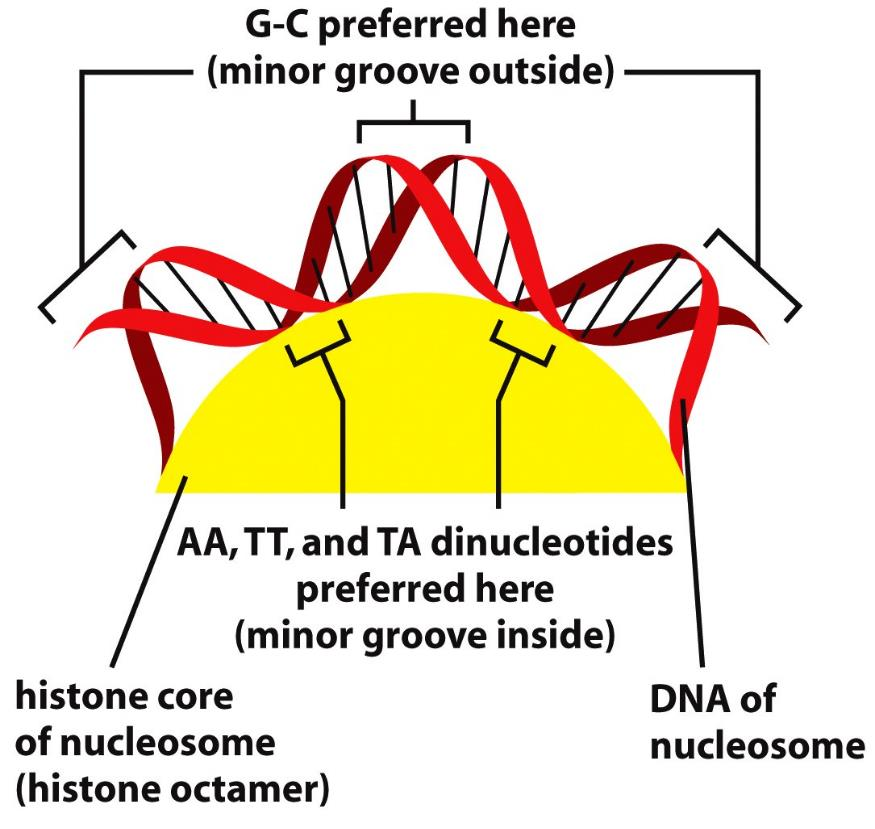 G-C preferred here
(minor groove outside)
AA, TT, and TA dinucleotides
preferred here
(minor groove inside)
histone core
of nucleosome
(histone octamer)
DNA of
nucleosome